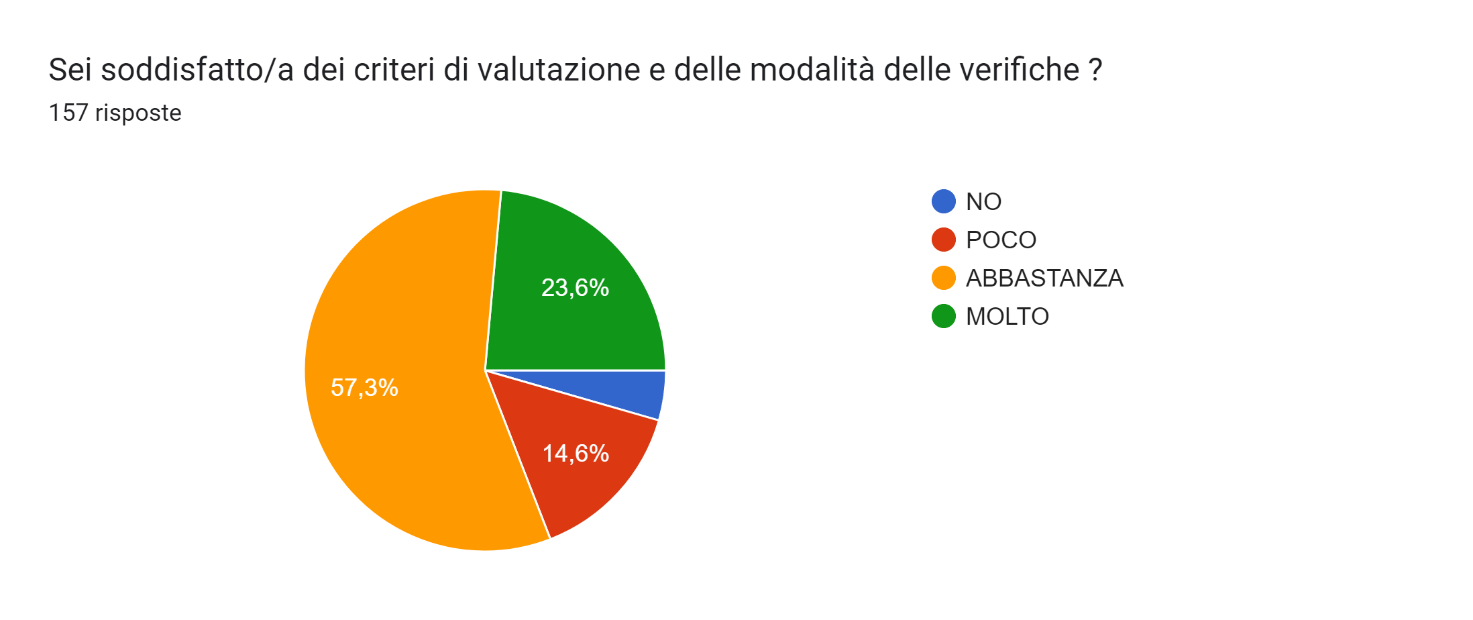 Sei soddisfatto/a dei criteri di valutazione e delle modalità delle verifiche ?
157 risposte
NO
POCO
ABBASTANZA
MOLTO
23,6%
57,3%
14,6%